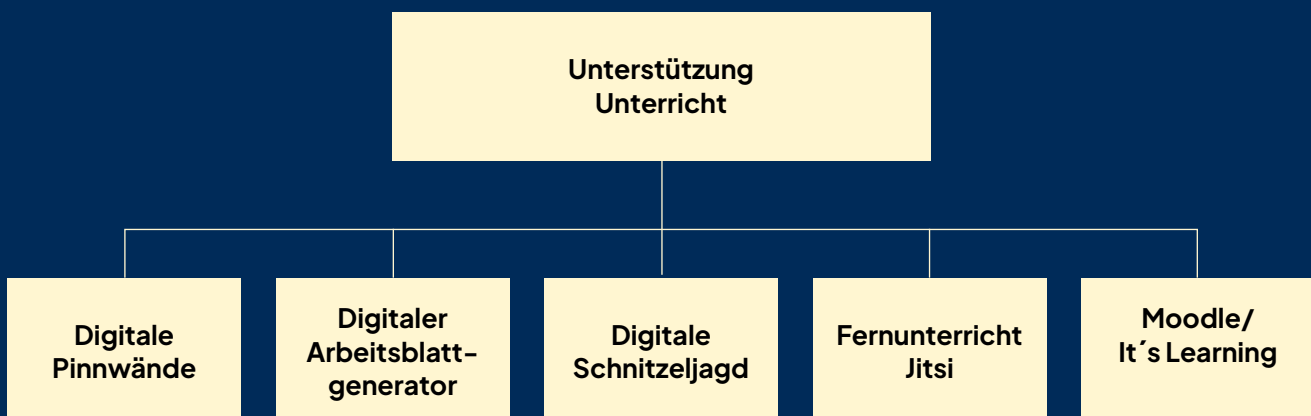 Unterstützung
Unterricht
Digitale
Pinnwände
Digitaler
Arbeitsblatt-
generator
Digitale
Schnitzeljagd
Fernunterricht
Jitsi
Moodle/
It´s Learning